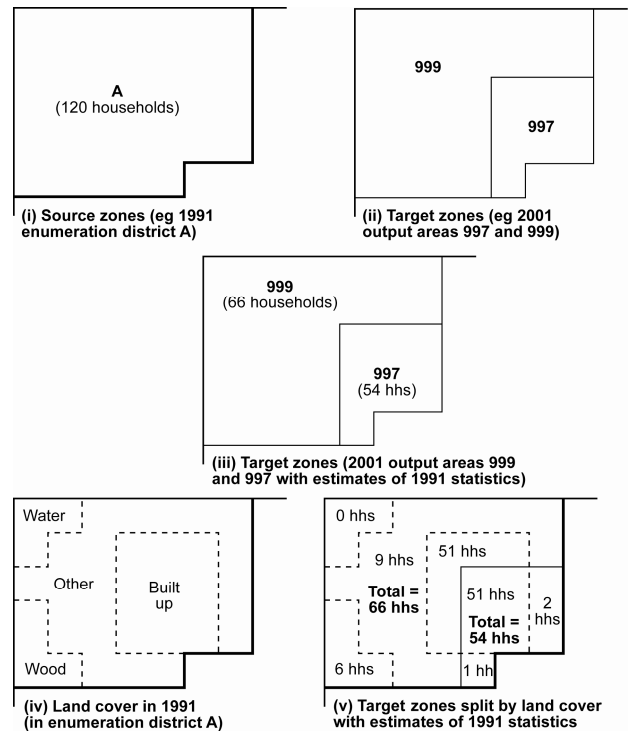 A
(120 households)
(i) Source zones (eg 1991
enumeration district A)
999
997
(ii) Target zones (eg 2001
output areas 997 and 999)
999
(66 households)
997
(54 hhs)
(iii) Target zones (2001 output areas 999
and 997 with estimates of 1991 statistics)
Water
Other
Built
up
Wood
(iv) Land cover in 1991
(in enumeration district A)
0 hhs
9 hhs
51 hhs
Total =
66 hhs
51 hhs
2
hhs
Total =
54 hhs
6 hhs
1 hh
(v) Target zones split by land cover
with estimates of 1991 statistics